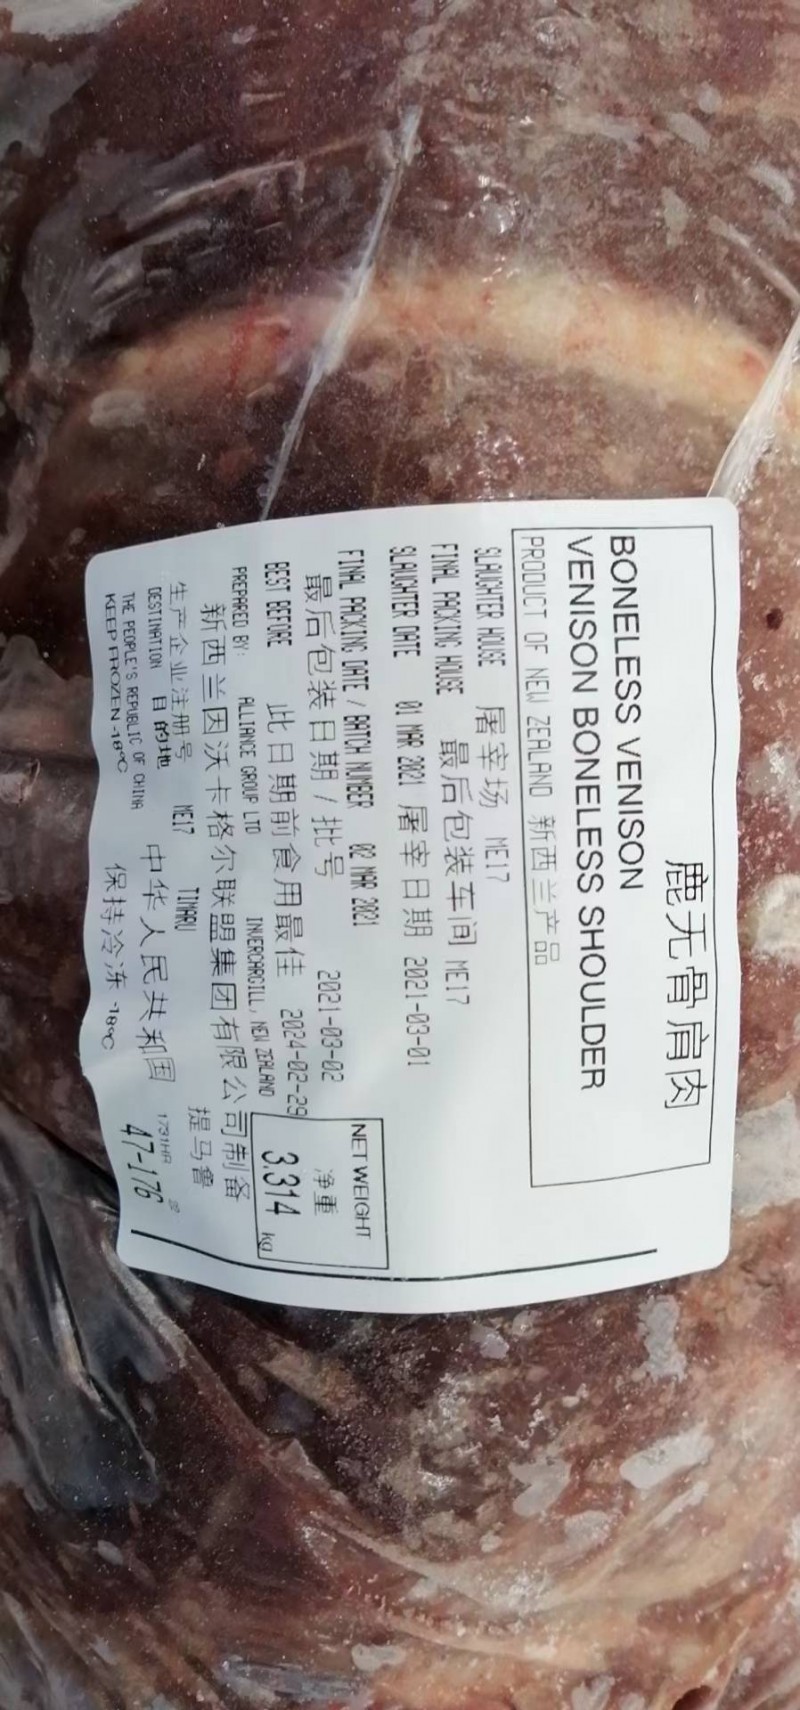 鹿无骨肩肉
BONELESS VENISON
VENISON BONELESS SHOULDER
PRODUCT OF NEW ZEALAND 新西兰产品
SLAUGHTER HOUSE 屠宰场 ME17
FINAL PACKING HOUSE 最后包装车间 ME17
SLAUGHTER DATE 01 MAR 2021 屠宰日期 2021-03-01
FINAL PACKING DATE / BATCH NUMBER 02 MAR 2021
最后包装日期 / 批号 2021-03-02
BEST BEFORE 此日期前食用最佳 2024-02-29
PREPARED BY: ALLIANCE GROUP LTD INVERCARGILL, NEW ZEALAND
新西兰因沃卡格尔联盟集团有限公司制备
生产企业注册号 ME17 TIMARU 提马鲁
DESTINATION 目的地 中华人民共和国
THE PEOPLE'S REPUBLIC OF CHINA
KEEP FROZEN -18°C 保持冷冻 -18°C
NET WEIGHT
净重
3.314 kg
1731HR
47-176